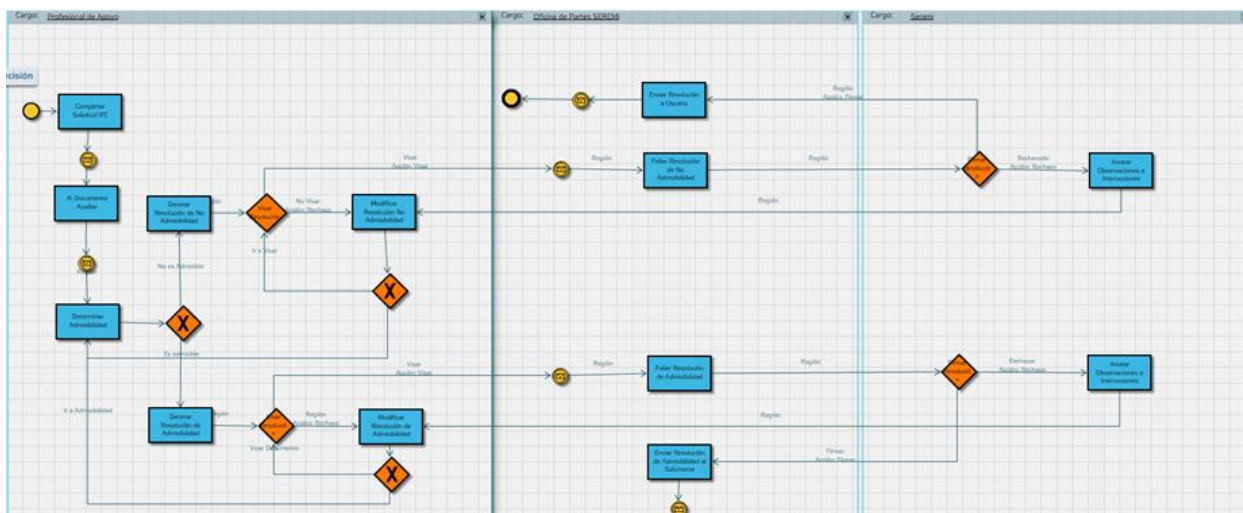 Cargo: Profesional de Apoyo
Cargo: Oficina de Partes SEREMI
Cargo: Seremi
ecisión
Completar
Solicitud IFC
Enviar Resolución
a Usuario
Región
Acción: Firmar
Visar
Acción: Visar
Región
Foliar Resolución
de No
Admisibilidad
Región
Rechazado
Acción: Rechazo
Anotar
Observaciones e
Instrucciones
A: Documento
Auxiliar
Generar
Resolución de No
Admisibilidad
Visar
Resolución
No Visar
Acción: Rechazo
Modificar
Resolución No
Admisibilidad
Región
Ir a Visar
No es Admisible
Determinar
Admisibilidad
X
X
Es admisible
Visar
Acción: Visar
Región
Foliar Resolución
de Admisibilidad
Región
Rechazar
Acción: Rechazo
Anotar
Observaciones e
Instrucciones
Ir a Admisibilidad
Generar
Resolución de
Admisibilidad
Región
Acción: Rechazo
Modificar
Resolución de
Admisibilidad
Región
Visar Documento
X
Enviar Resolución
de Admisibilidad al
Solicitante
Firmar
Acción: Firmar